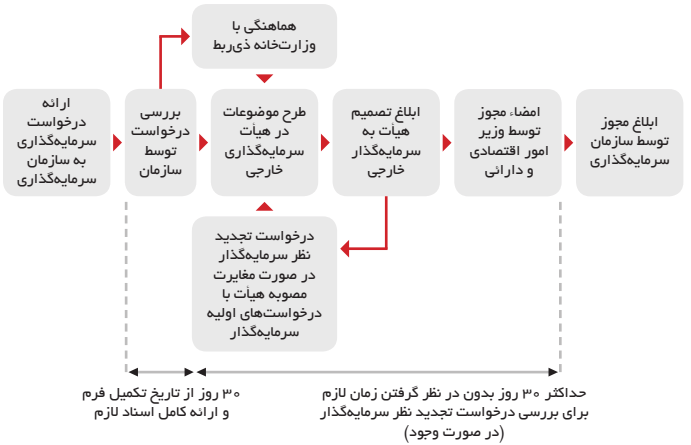 هماهنگی با
وزارت‌خانه ذی‌ربط
ارائه
درخواست
سرمایه‌گذاری
به سازمان
سرمایه‌گذاری
بررسی
درخواست
توسط
سازمان
طرح موضوعات
در هیأت
سرمایه‌گذاری
خارجی
ابلاغ تصمیم
هیأت به
سرمایه‌گذار
خارجی
امضاء مجوز
توسط وزیر
امور اقتصادی
و دارائی
ابلاغ مجوز
توسط سازمان
سرمایه‌گذاری
درخواست تجدید
نظر سرمایه‌گذار
در صورت مغایرت
مصوبه هیأت با
درخواست‌های اولیه
سرمایه‌گذار
۳۰ روز از تاریخ تکمیل فرم
و ارائه کامل اسناد لازم
حداکثر ۳۰ روز بدون در نظر گرفتن زمان لازم
برای بررسی درخواست تجدید نظر سرمایه‌گذار
(در صورت وجود)